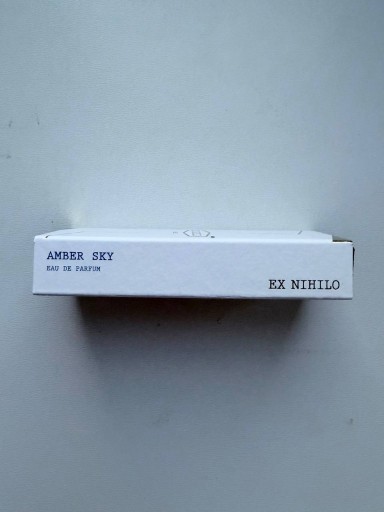 AMBER SKY
EAU DE PARFUM
EX NIHILO